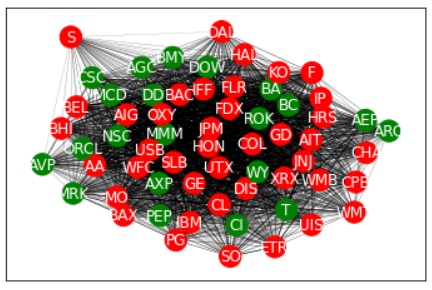 S
DAL
HAL
BMY
AGC
DOW
CSC
KO
F
MCD
DD
BAC
IFF
FLR
BA
IP
BEL
AIG
OXY
FDX
BC
HRS
ROK
AEP
ARC
BHI
NSC
MMM
JPM
GD
AIT
ORCL
USB
HON
COL
CHA
AVP
AA
WFC
SLB
UTX
JNJ
WY
XRX
WMB
CPB
MRK
AXP
GE
DIS
MO
BAX
PEP
CL
T
WMT
IBM
CI
UIS
PG
SO
ETR